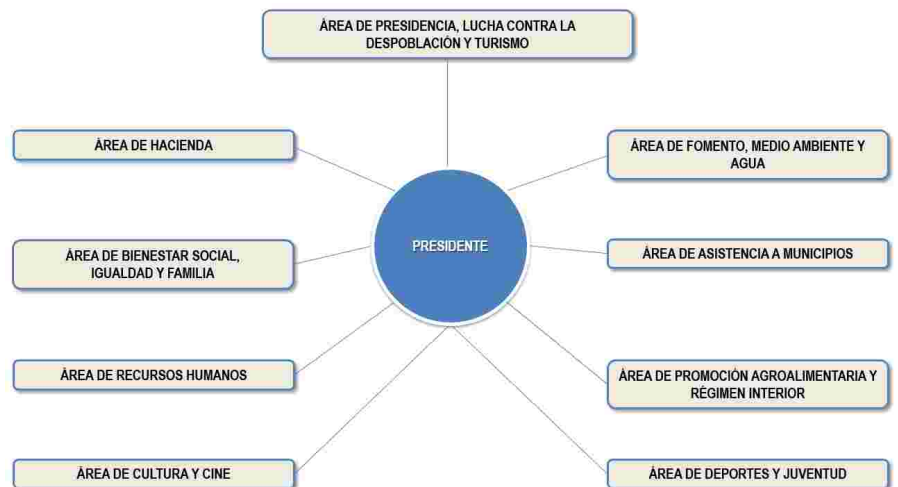 ÁREA DE PRESIDENCIA, LUCHA CONTRA LA
DESPOBLACIÓN Y TURISMO
ÁREA DE HACIENDA
ÁREA DE FOMENTO, MEDIO AMBIENTE Y
AGUA
PRESIDENTE
ÁREA DE BIENESTAR SOCIAL,
IGUALDAD Y FAMILIA
ÁREA DE ASISTENCIA A MUNICIPIOS
ÁREA DE RECURSOS HUMANOS
ÁREA DE PROMOCIÓN AGROALIMENTARIA Y
RÉGIMEN INTERIOR
ÁREA DE CULTURA Y CINE
ÁREA DE DEPORTES Y JUVENTUD